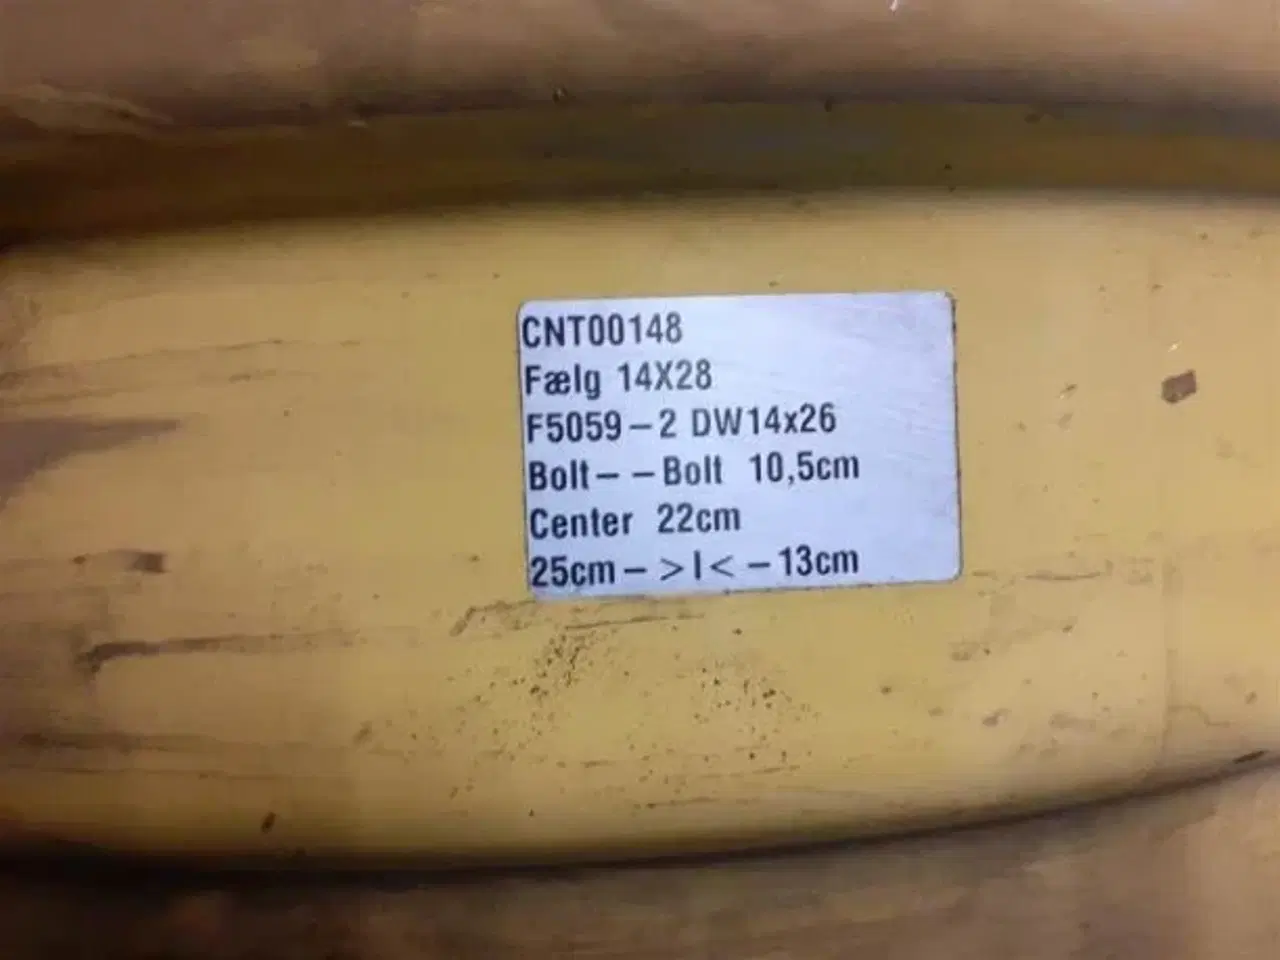 CNT00148
Fælg 14X28
F5059-2 DW14x26
Bolt--Bolt 10,5cm
Center 22cm
25cm->|<-13cm